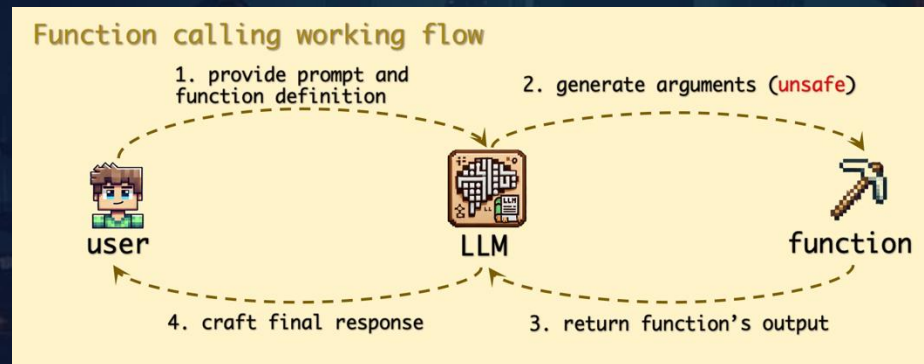 Function calling working flow
1. provide prompt and
function definition
2. generate arguments (unsafe)
LLM
user
LLM
function
4. craft final response
3. return function's output